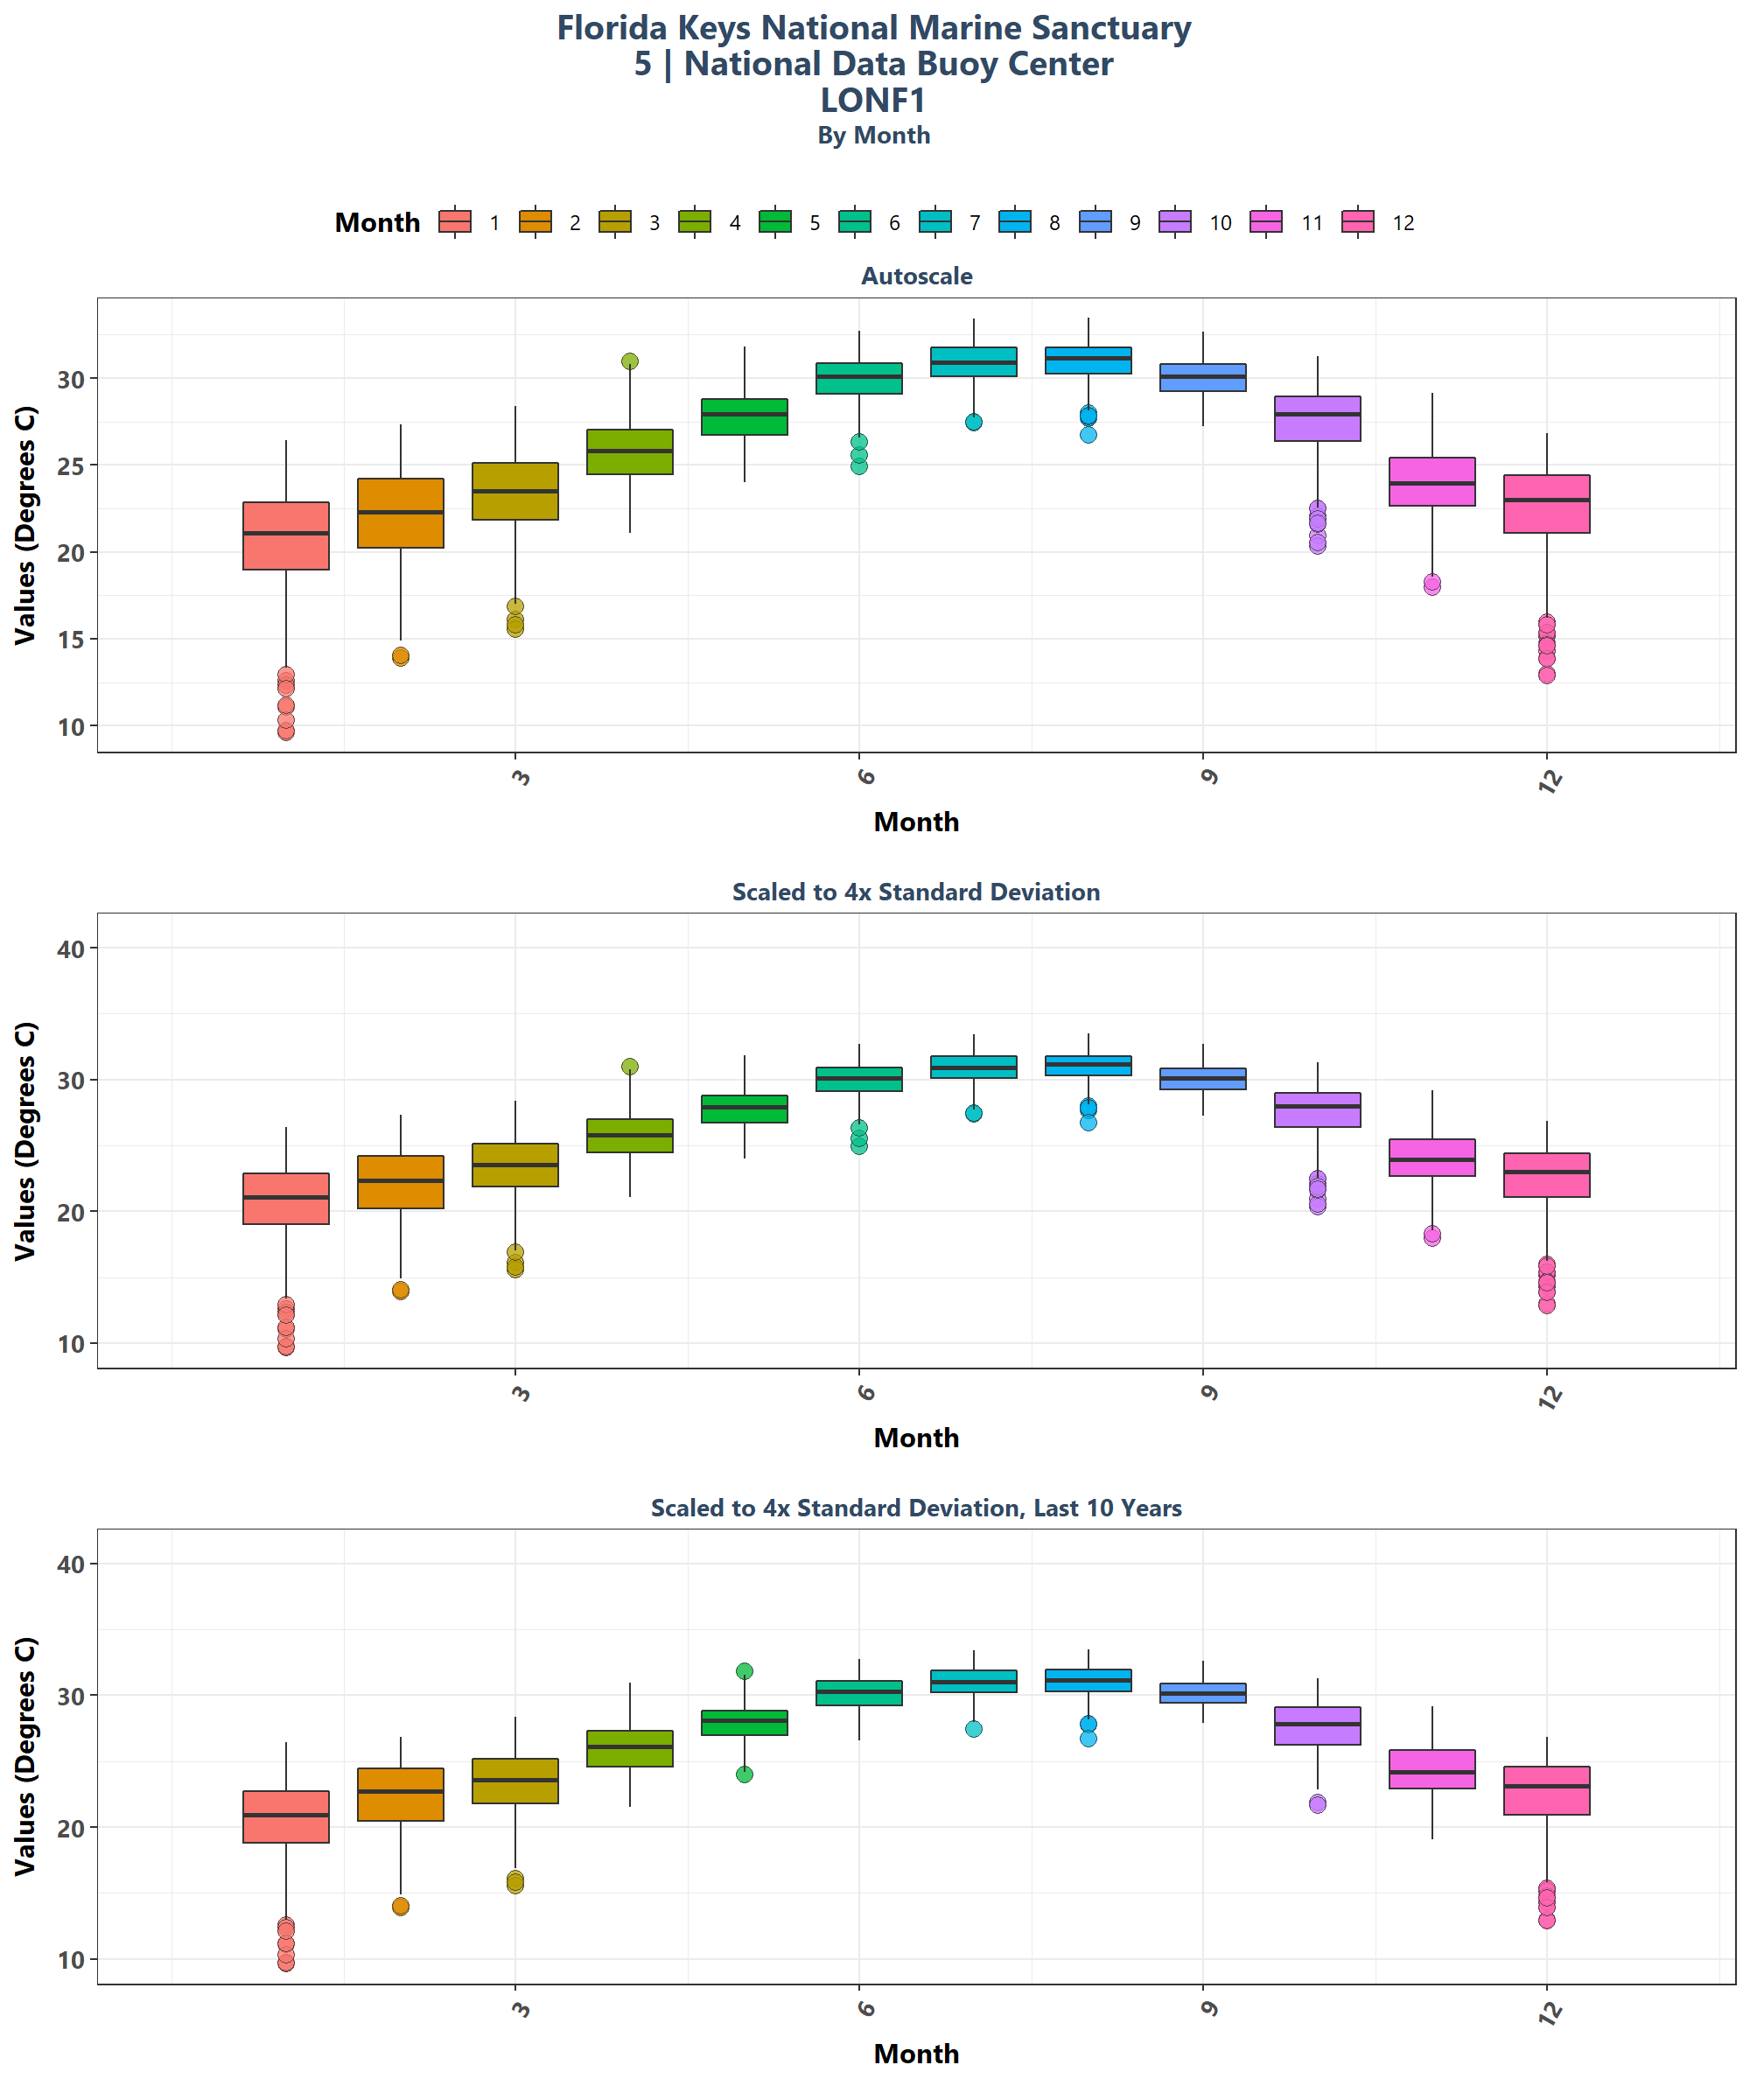 Florida Keys National Marine Sanctuary
5 | National Data Buoy Center
LONF1
By Month
Month 1 2 3 4 5 6 7 8 9 10 11 12
Autoscale
Values (Degrees C)
30
25
20
15
10
3 6 9 12
Month
Scaled to 4x Standard Deviation
Values (Degrees C)
40
30
20
10
3 6 9 12
Month
Scaled to 4x Standard Deviation, Last 10 Years
Values (Degrees C)
40
30
20
10
3 6 9 12
Month